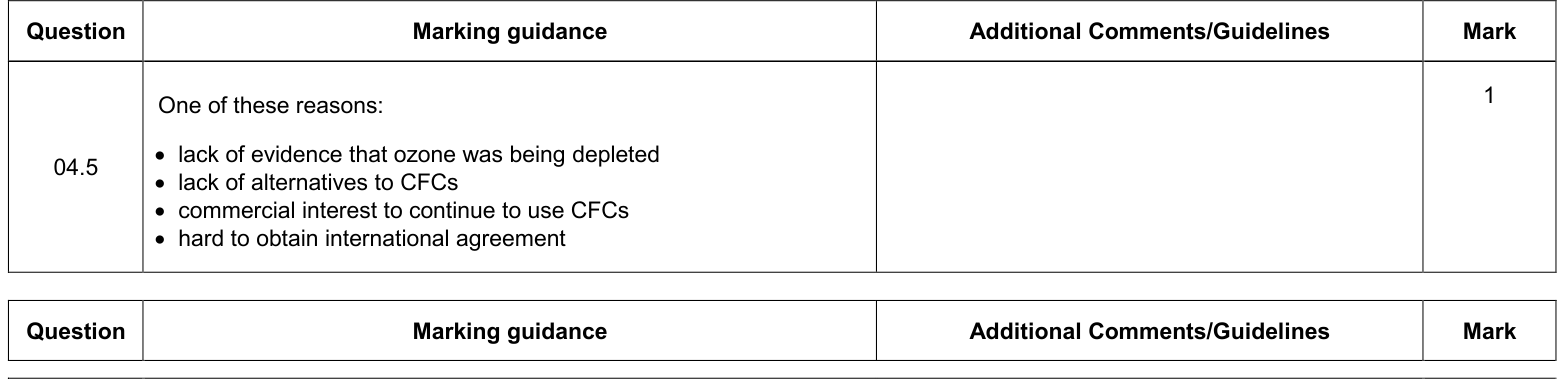 Question Marking guidance Additional Comments/Guidelines Mark
One of these reasons:
1
04.5
• lack of evidence that ozone was being depleted
• lack of alternatives to CFCs
• commercial interest to continue to use CFCs
• hard to obtain international agreement
Question Marking guidance Additional Comments/Guidelines Mark